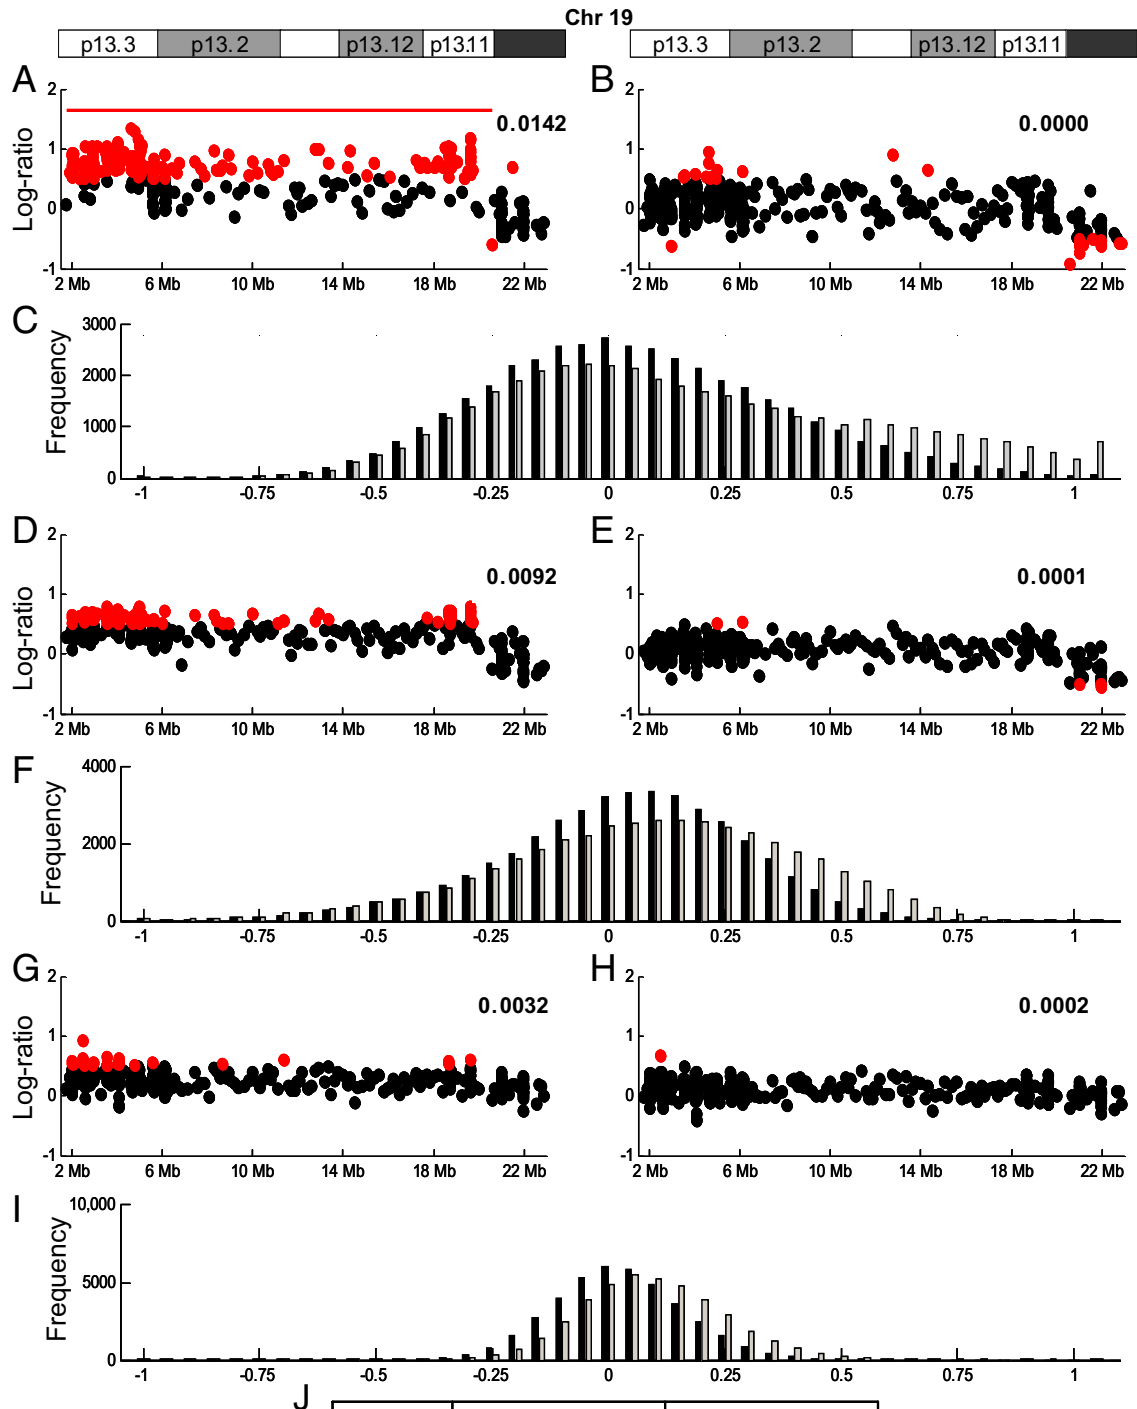 Chr 19
p13.3 p13.2 p13.12 p13.11 p13.3 p13.2 p13.12 p13.11
A B
2 1 0 -1 Log-ratio 0.0142 2 1 0 -1 0.0000
2 Mb 6 Mb 10 Mb 14 Mb 18 Mb 22 Mb 2 Mb 6 Mb 10 Mb 14 Mb 18 Mb 22 Mb
C
3000 2000 1000 0 Frequency
-1 -0.75 -0.5 -0.25 0 0.25 0.5 0.75 1
D E
2 1 0 -1 Log-ratio 0.0092 2 1 0 -1 0.0001
2 Mb 6 Mb 10 Mb 14 Mb 18 Mb 22 Mb 2 Mb 6 Mb 10 Mb 14 Mb 18 Mb 22 Mb
F
4000 2000 0 Frequency
-1 -0.75 -0.5 -0.25 0 0.25 0.5 0.75 1
G H
2 1 0 -1 Log-ratio 0.0032 2 1 0 -1 0.0002
2 Mb 6 Mb 10 Mb 14 Mb 18 Mb 22 Mb 2 Mb 6 Mb 10 Mb 14 Mb 18 Mb 22 Mb
I
10,000 5000 0 Frequency
-1 -0.75 -0.5 -0.25 0 0.25 0.5 0.75 1
J